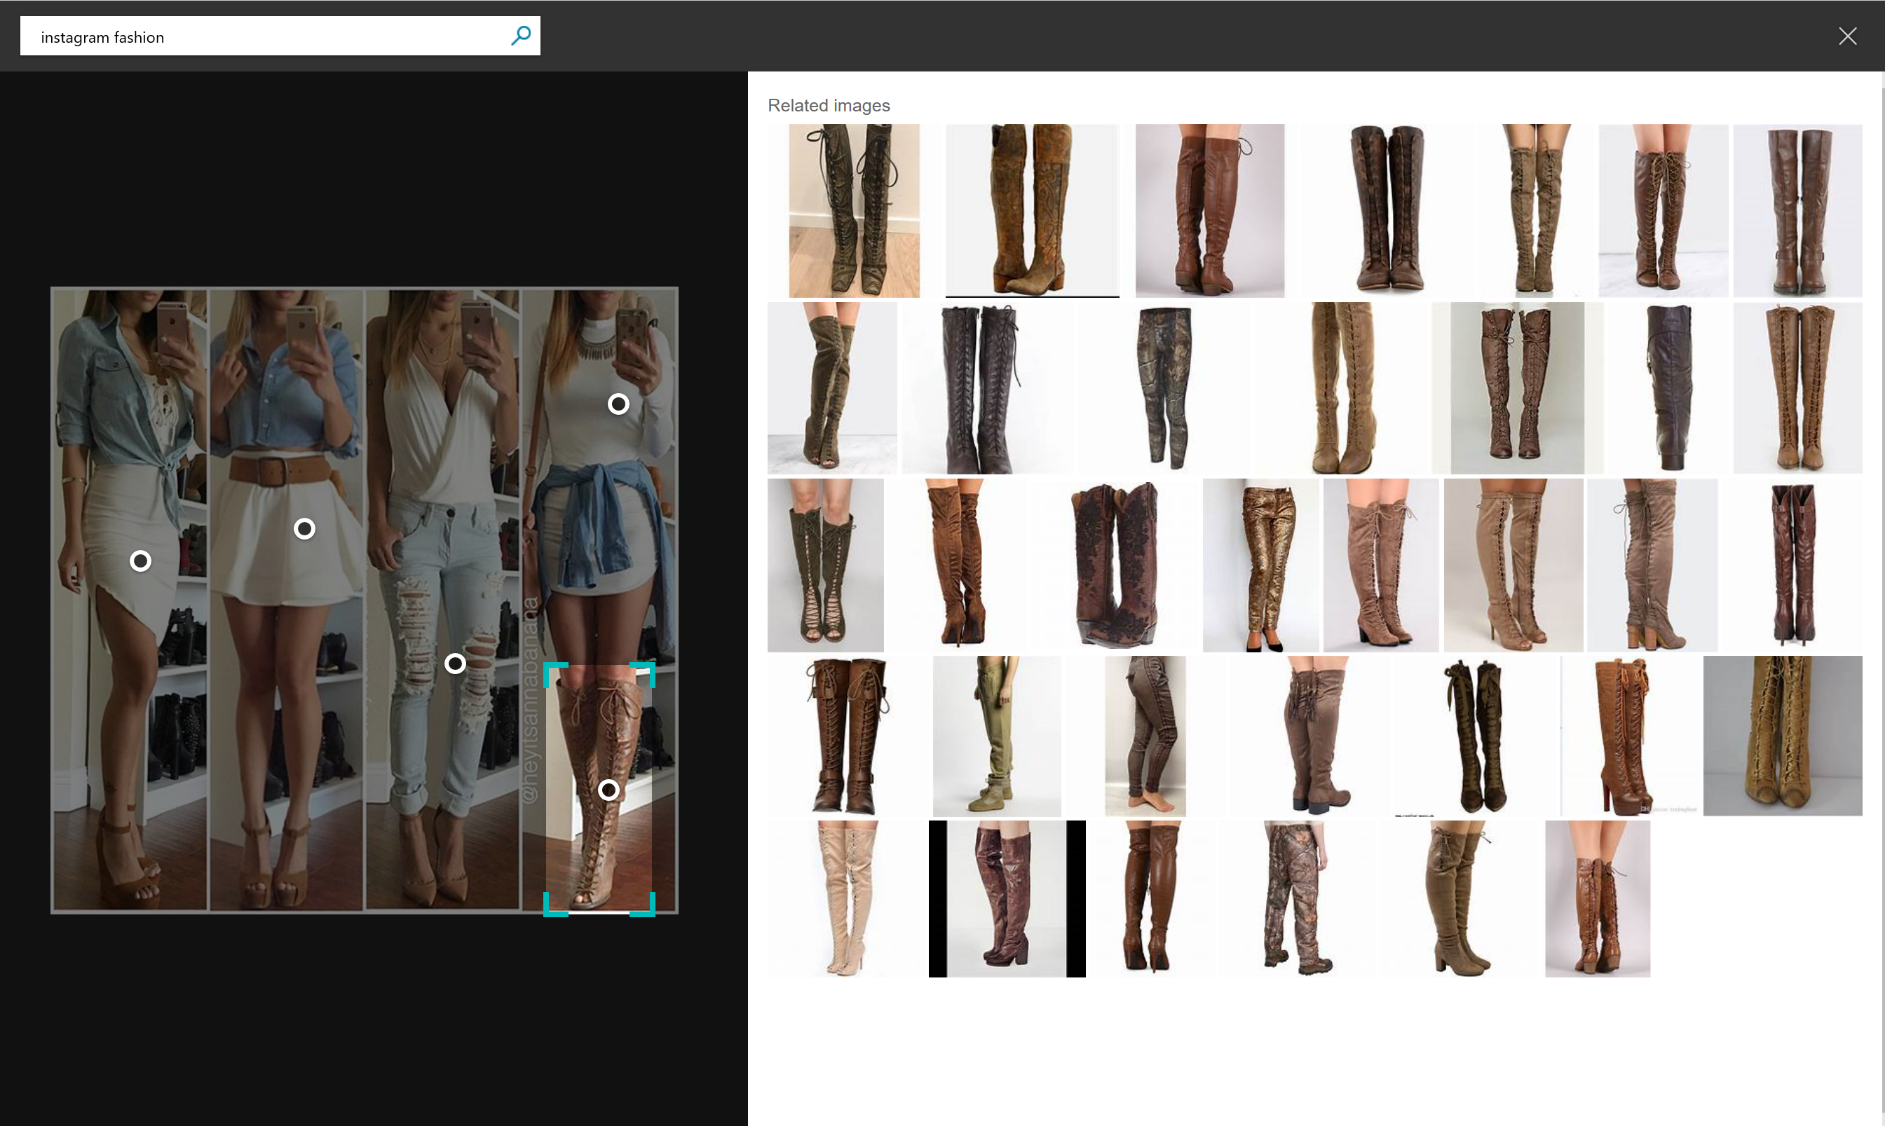 instagram fashion
Related images
@heyitsannabanana